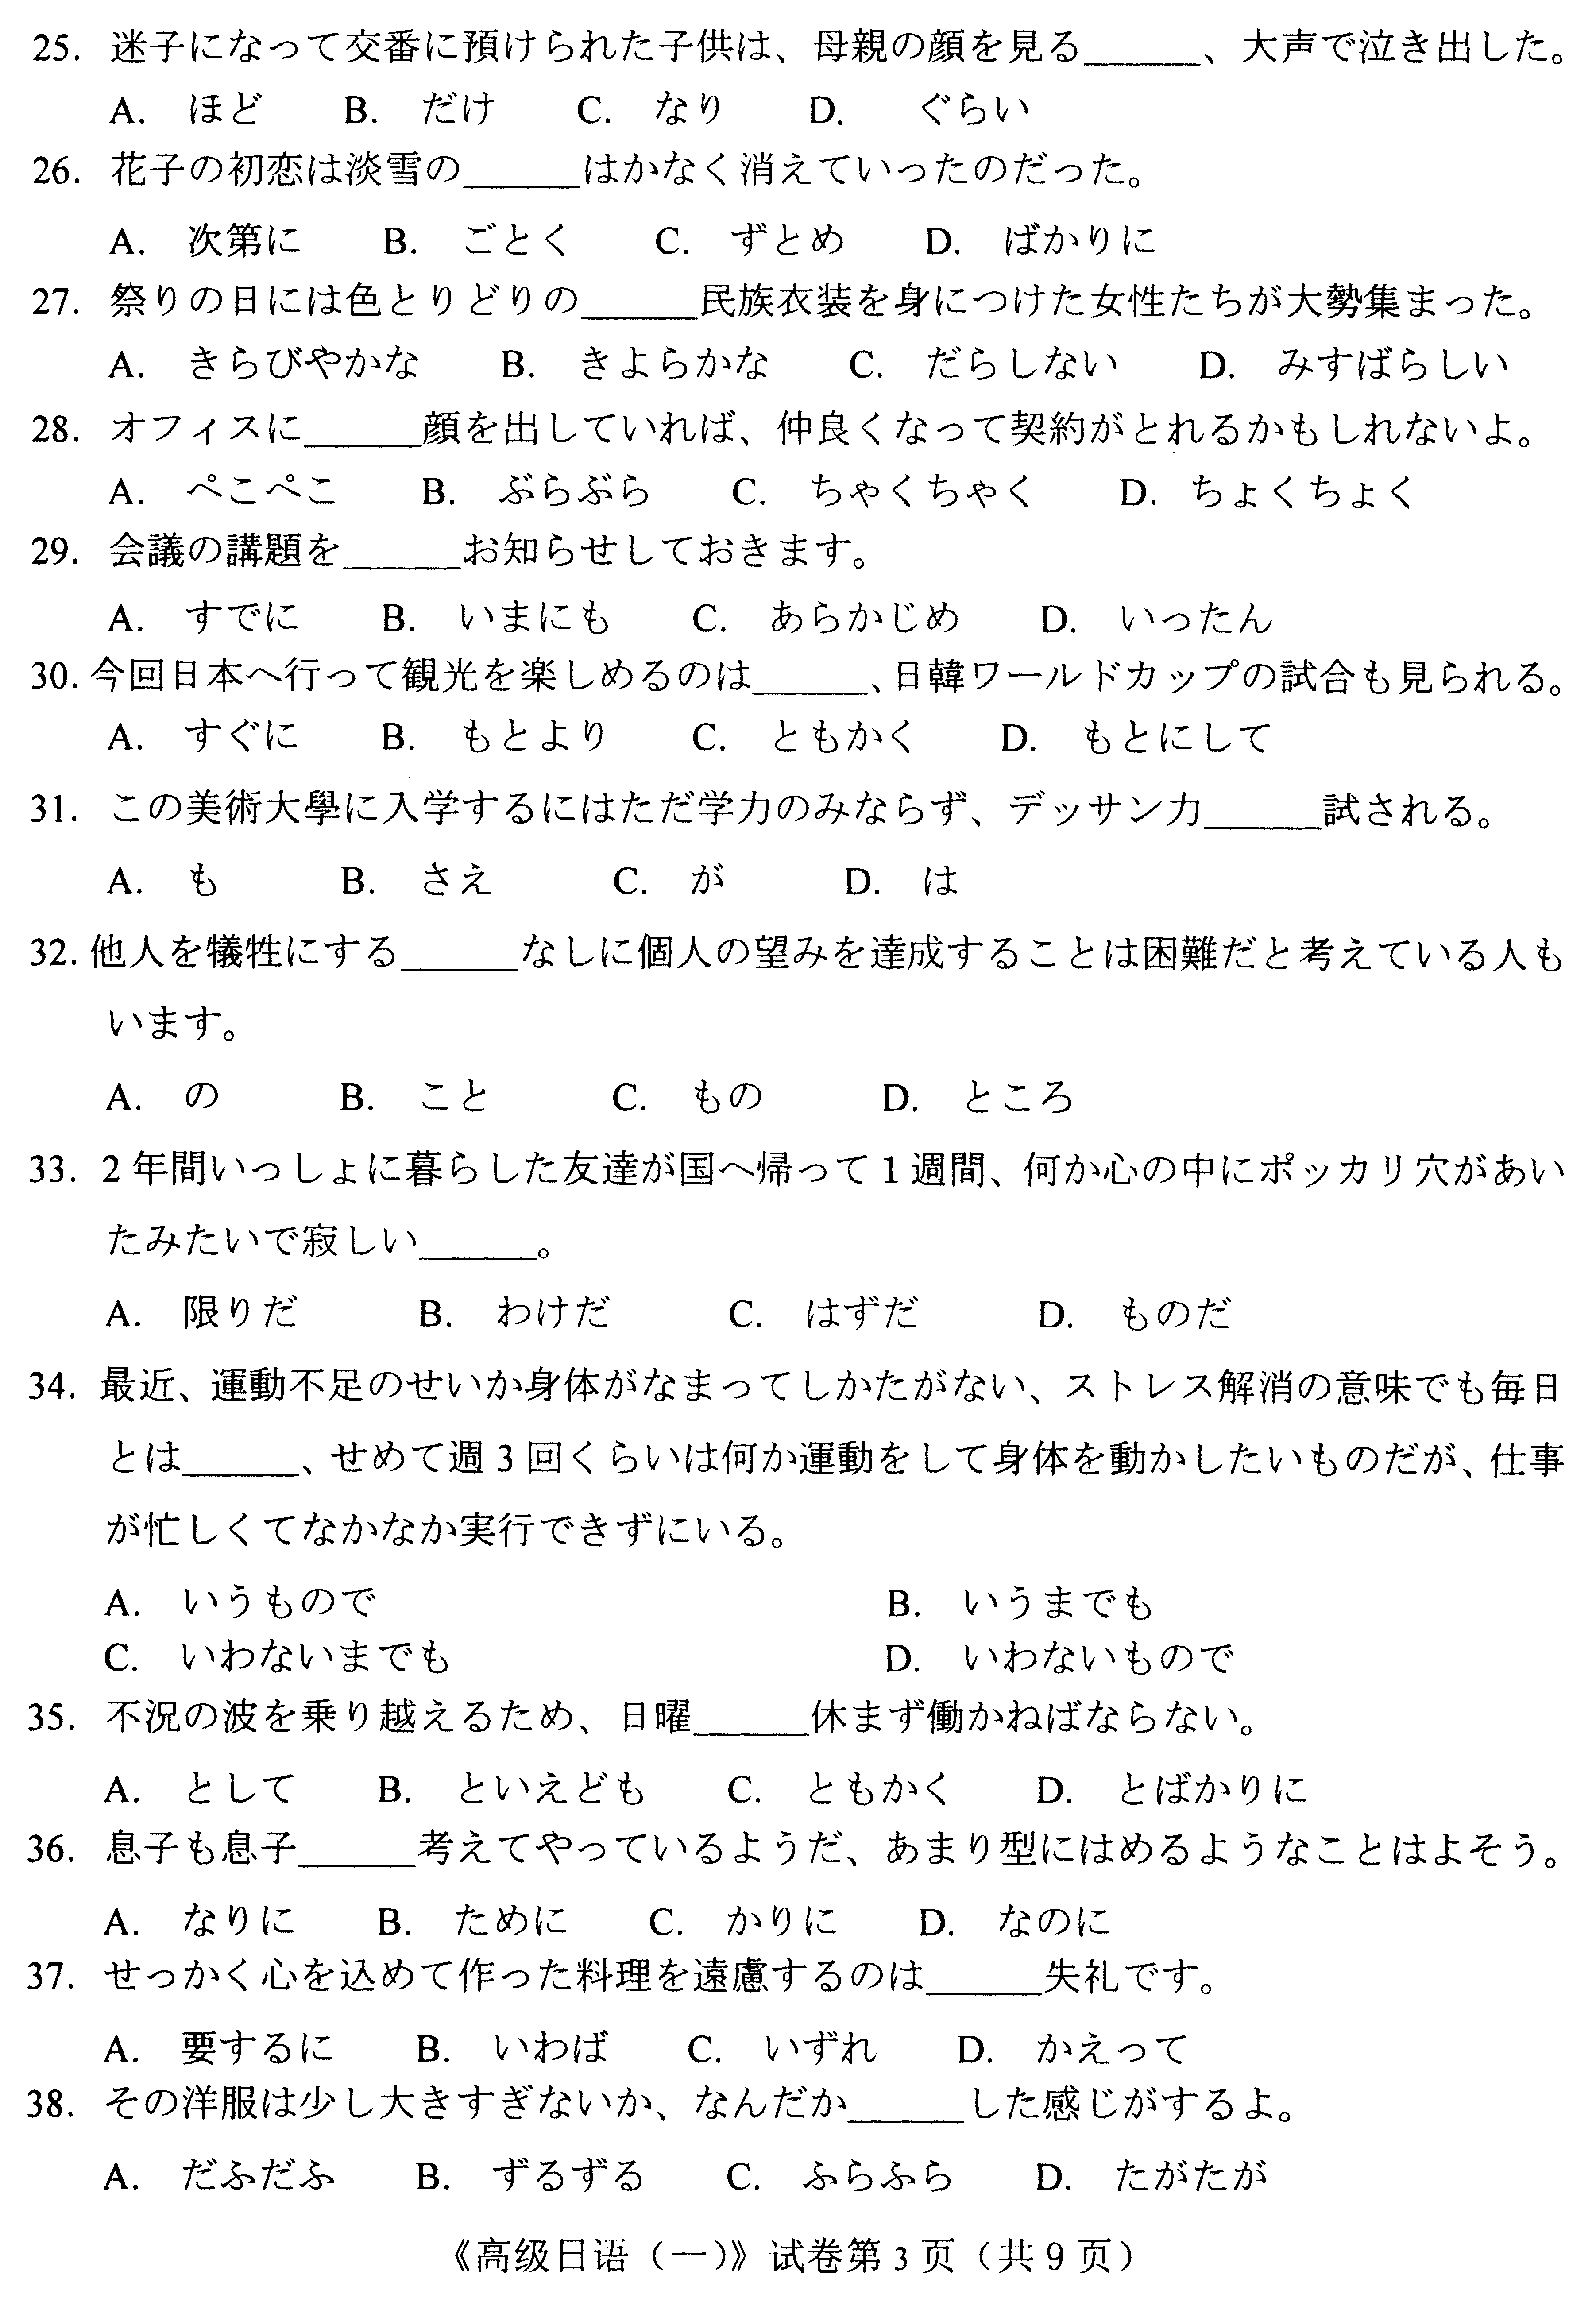 25. 迷子になって交番に預けられた子供は、母親の顔を見る______、大声で泣き出した。
A. ほど B. だけ C. なり D. ぐらい
26. 花子の初恋は淡雪の______はかなく消えていったのだった。
A. 次第に B. ごとく C. ずとめ D. ばかりに
27. 祭りの日には色とりどりの______民族衣装を身につけた女性たちが大勢集まった。
A. きらびやかな B. きよらかな C. だらしない D. みすばらしい
28. オフィスに______顔を出していれば、仲良くなって契約がとれるかもしれないよ。
A. ぺこぺこ B. ぶらぶら C. ちゃくちゃく D. ちょくちょく
29. 会議の講題を______お知らせしておきます。
A. すでに B. いまにも C. あらかじめ D. いったん
30. 今回日本へ行って観光を楽しめるのは______、日韓ワールドカップの試合も見られる。
A. すぐに B. もとより C. ともかく D. もとにして
31. この美術大學に入学するにはただ学力のみならず、デッサン力______試される。
A. も B. さえ C. が D. は
32. 他人を犠牲にする______なしに個人の望みを達成することは困難だと考えている人も
います。
A. の B. こと C. もの D. ところ
33. 2年間いっしょに暮らした友達が国へ帰って1週間、何か心の中にポッカリ穴があい
たみたいで寂しい______。
A. 限りだ B. わけだ C. はずだ D. ものだ
34. 最近、運動不足のせいか身体がなまってしかたがない、ストレス解消の意味でも毎日
とは______、せめて週3回くらいは何か運動をして身体を動かしたいものだが、仕事
が忙しくてなかなか実行できずにいる。
A. いうもので B. いうまでも
C. いわないまでも D. いわないもので
35. 不況の波を乗り越えるため、日曜______休まず働かねばならない。
A. として B. といえども C. ともかく D. とばかりに
36. 息子も息子______考えてやっているようだ、あまり型にはめるようなことはよそう。
A. なりに B. ために C. かりに D. なのに
37. せっかく心を込めて作った料理を遠慮するのは______失礼です。
A. 要するに B. いわば C. いずれ D. かえって
38. その洋服は少し大きすぎないか、なんだか______した感じがするよ。
A. だふだふ B. ずるずる C. ふらふら D. たがたが
《高级日语（一）》试卷第3页（共9页）